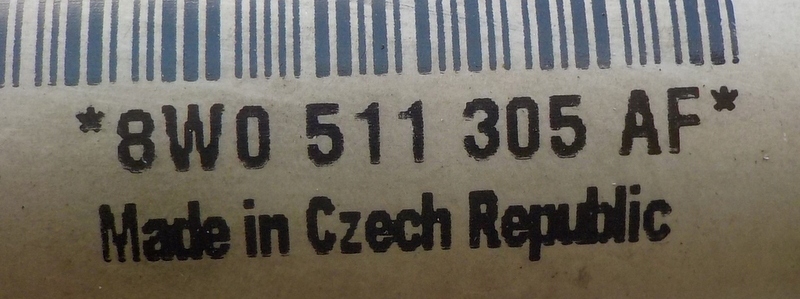 *8W0 511 305 AF*
Made in Czech Republic